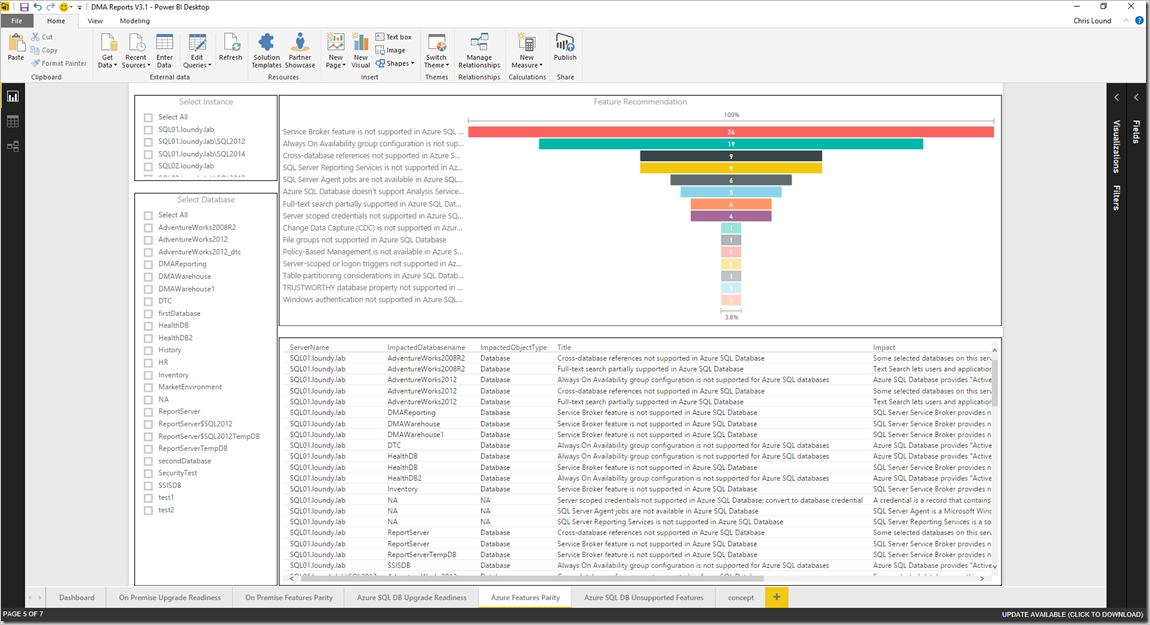 DMA Reports V3.1 - Power BI Desktop
File Home View Modeling Chris Lound
Paste Cut Copy Format Painter
Clipboard
Get Data Recent Sources Enter Data Edit Queries Refresh
External data
Solution Templates Partner Showcase
Resources
New Page New Visual Text box Image Shapes
Insert
Switch Theme
Themes
Manage Relationships
Relationships
New Measure
Calculations
Publish
Share
Select Instance
Select All
SQL01.loundy.lab
SQL01.loundy.lab\SQL2012
SQL01.loundy.lab\SQL2014
SQL02.loundy.lab
Select Database
Select All
AdventureWorks2008R2
AdventureWorks2012
AdventureWorks2012_dtc
DMAReporting
DMAWarehouse
DMAWarehouse1
DTC
firstDatabase
HealthDB
HealthDB2
History
HR
Inventory
MarketEnvironment
NA
ReportServer
ReportServer$SQL2012
ReportServer$SQL2012TempDB
ReportServerTempDB
secondDatabase
SecurityTest
SSISDB
test1
test2
Feature Recommendation
100%
Service Broker feature is not supported in Azure SQL ... 26
Always On Availability group configuration is not sup... 19
Cross-database references not supported in Azure S... 9
SQL Server Reporting Services is not supported in Az... 9
SQL Server Agent jobs are not available in Azure SQL... 6
Azure SQL Database doesn't support Analysis Service... 5
Full-text search partially supported in Azure SQL Dat... 4
Server scoped credentials not supported in Azure SQ... 4
Change Data Capture (CDC) is not supported in Azur... 1
File groups not supported in Azure SQL Database 1
Policy-Based Management is not available in Azure S... 1
Server-scoped or logon triggers not supported in Az... 1
Table partitioning considerations in Azure SQL Datab... 1
TRUSTWORTHY database property not supported in ... 1
Windows authentication not supported in Azure SQL... 1
3.8%
ServerName ImpactedDatabasename ImpactedObjectType Title Impact
SQL01.loundy.lab AdventureWorks2008R2 Database Cross-database references not supported in Azure SQL Database Some selected databases on this serv
SQL01.loundy.lab AdventureWorks2008R2 Database Full-text search partially supported in Azure SQL Database Text Search lets users and application
SQL01.loundy.lab AdventureWorks2012 Database Always On Availability group configuration is not supported for Azure SQL databases Azure SQL Database provides "Active
SQL01.loundy.lab AdventureWorks2012 Database Cross-database references not supported in Azure SQL Database Some selected databases on this serv
SQL01.loundy.lab AdventureWorks2012 Database Full-text search partially supported in Azure SQL Database Text Search lets users and application
SQL01.loundy.lab DMAReporting Database Service Broker feature is not supported in Azure SQL Database SQL Server Service Broker provides n
SQL01.loundy.lab DMAWarehouse Database Service Broker feature is not supported in Azure SQL Database SQL Server Service Broker provides n
SQL01.loundy.lab DMAWarehouse1 Database Service Broker feature is not supported in Azure SQL Database SQL Server Service Broker provides n
SQL01.loundy.lab DTC Database Always On Availability group configuration is not supported for Azure SQL databases Azure SQL Database provides "Active
SQL01.loundy.lab HealthDB Database Always On Availability group configuration is not supported for Azure SQL databases Azure SQL Database provides "Active
SQL01.loundy.lab HealthDB Database Service Broker feature is not supported in Azure SQL Database SQL Server Service Broker provides n
SQL01.loundy.lab HealthDB2 Database Always On Availability group configuration is not supported for Azure SQL databases Azure SQL Database provides "Active
SQL01.loundy.lab Inventory Database Service Broker feature is not supported in Azure SQL Database SQL Server Service Broker provides n
SQL01.loundy.lab NA NA Server scoped credentials not supported in Azure SQL Database; convert to database credential A credential is a record that contains
SQL01.loundy.lab NA NA SQL Server Agent jobs are not available in Azure SQL Database SQL Server Agent is a Microsoft Wind
SQL01.loundy.lab NA NA SQL Server Reporting Services is not supported in Azure SQL Database SQL Server Reporting Services is a so
SQL01.loundy.lab ReportServer Database Cross-database references not supported in Azure SQL Database Some selected databases on this serv
SQL01.loundy.lab ReportServer Database Service Broker feature is not supported in Azure SQL Database SQL Server Service Broker provides n
SQL01.loundy.lab ReportServerTempDB Database Service Broker feature is not supported in Azure SQL Database SQL Server Service Broker provides n
SQL01.loundy.lab SSISDB Database Always On Availability group configuration is not supported for Azure SQL databases Azure SQL Database provides "Active
Visualizations
Filters
Fields
Dashboard On Premise Upgrade Readiness On Premise Features Parity Azure SQL DB Upgrade Readiness Azure Features Parity Azure SQL DB Unsupported Features concept +
PAGE 5 OF 7 UPDATE AVAILABLE (CLICK TO DOWNLOAD)